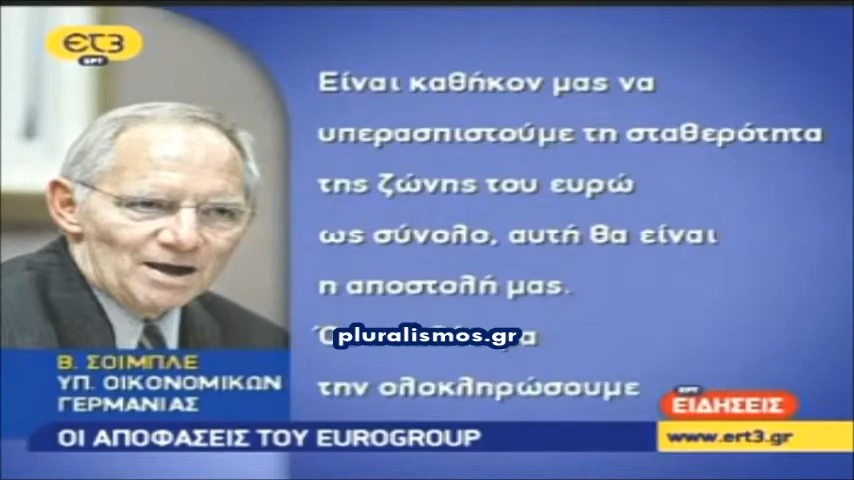 ΕΤ3
ΕΡΤ
Είναι καθήκον μας να
υπερασπιστούμε τη σταθερότητα
της ζώνης του ευρώ
ως σύνολο, αυτή θα είναι
η αποστολή μας.
pluralismos.gr
την ολοκληρώσουμε
Β. ΣΟΙΜΠΛΕ
ΥΠ. ΟΙΚΟΝΟΜΙΚΩΝ
ΓΕΡΜΑΝΙΑΣ
ΕΡΤ
ΕΙΔΗΣΕΙΣ
ΟΙ ΑΠΟΦΑΣΕΙΣ ΤΟΥ EUROGROUP
www.ert3.gr